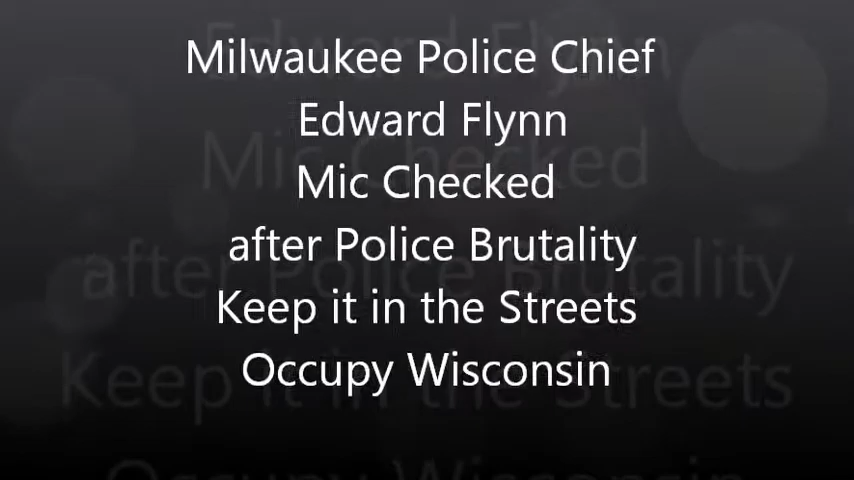 Milwaukee Police Chief
Edward Flynn
Mic Checked
after Police Brutality
Keep it in the Streets
Occupy Wisconsin